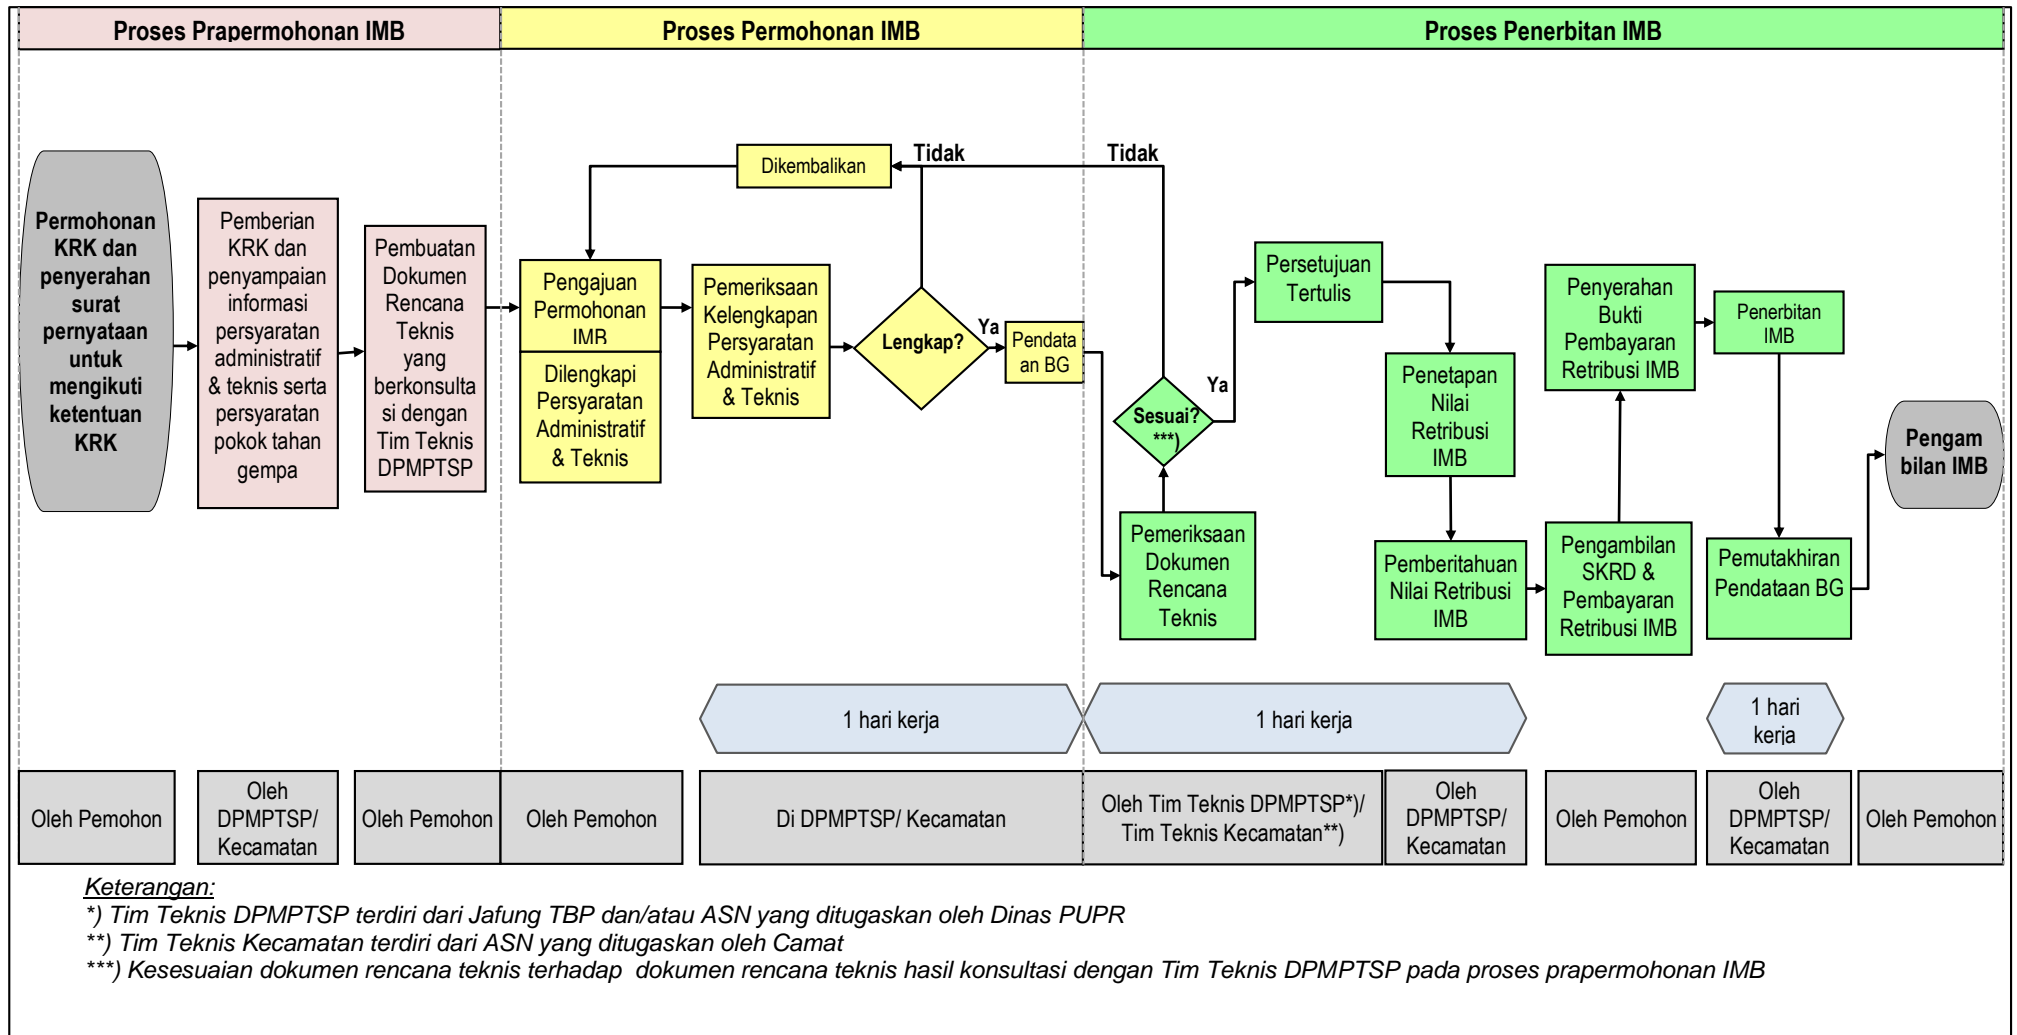 Proses Prapermohonan IMB
Proses Permohonan IMB
Proses Penerbitan IMB
Permohonan
KRK dan
penyerahan
surat
pernyataan
untuk
mengikuti
ketentuan
KRK
Pemberian
KRK dan
penyampaian
informasi
persyaratan
administratif
& teknis serta
persyaratan
pokok tahan
gempa
Pembuatan
Dokumen
Rencana
Teknis
yang
berkonsulta
si dengan
Tim Teknis
DPMPTSP
Dikembalikan
Tidak
Tidak
Pengajuan
Permohonan
IMB
Dilengkapi
Persyaratan
Administratif
& Teknis
Pemeriksaan
Kelengkapan
Persyaratan
Administratif
& Teknis
Lengkap?
Ya
Pendata
an BG
Sesuai?
***)
Ya
Pemeriksaan
Dokumen
Rencana
Teknis
Persetujuan
Tertulis
Penetapan
Nilai
Retribusi
IMB
Pemberitahuan
Nilai Retribusi
IMB
Pengambilan
SKRD &
Pembayaran
Retribusi IMB
Penyerahan
Bukti
Pembayaran
Retribusi IMB
Penerbitan
IMB
Pemutakhiran
Pendataan BG
Pengam
bilan IMB
1 hari kerja
1 hari kerja
1 hari
kerja
Oleh Pemohon
Oleh
DPMPTSP/
Kecamatan
Oleh Pemohon
Oleh Pemohon
Di DPMPTSP/ Kecamatan
Oleh Tim Teknis DPMPTSP*)/
Tim Teknis Kecamatan**)
Oleh
DPMPTSP/
Kecamatan
Oleh Pemohon
Oleh
DPMPTSP/
Kecamatan
Oleh Pemohon
Keterangan:
*) Tim Teknis DPMPTSP terdiri dari Jafung TBP dan/atau ASN yang ditugaskan oleh Dinas PUPR
**) Tim Teknis Kecamatan terdiri dari ASN yang ditugaskan oleh Camat
***) Kesesuaian dokumen rencana teknis terhadap  dokumen rencana teknis hasil konsultasi dengan Tim Teknis DPMPTSP pada proses prapermohonan IMB